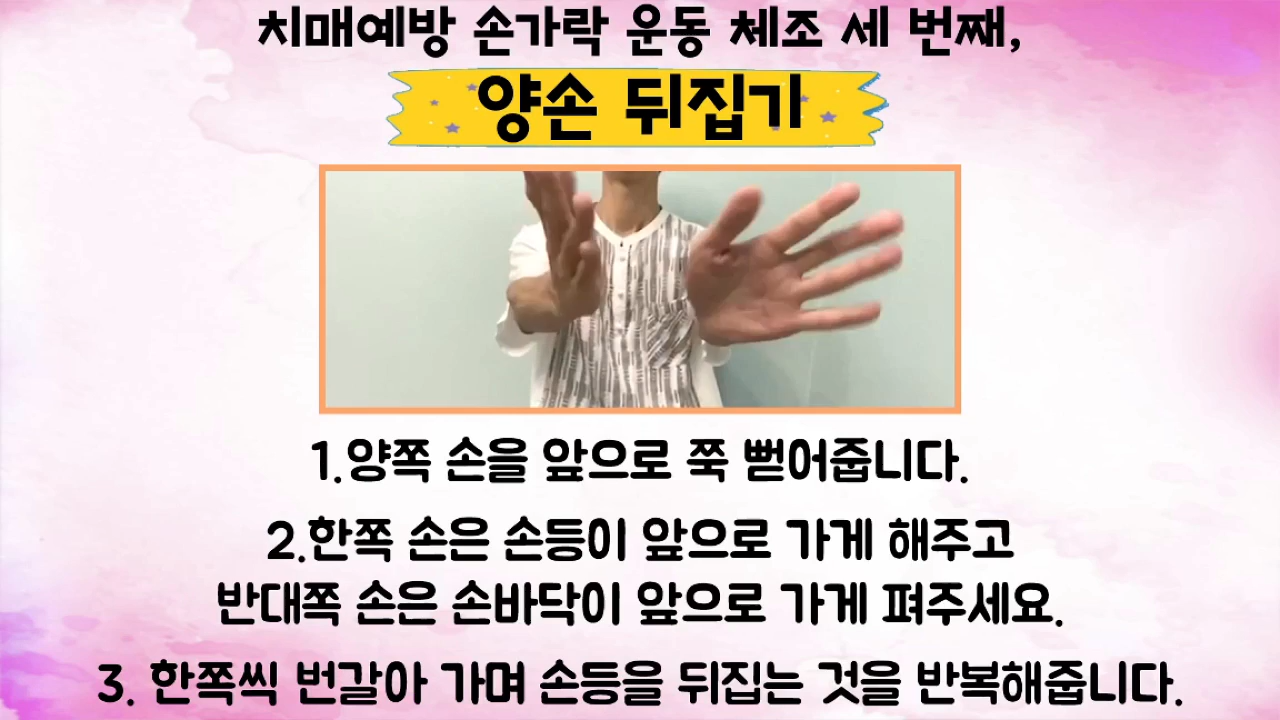 치매예방 손가락 운동 체조 세 번째,
양손 뒤집기
1.양쪽 손을 앞으로 쭉 뻗어줍니다.
2.한쪽 손은 손등이 앞으로 가게 해주고
반대쪽 손은 손바닥이 앞으로 가게 펴주세요.
3. 한쪽씩 번갈아 가며 손등을 뒤집는 것을 반복해줍니다.